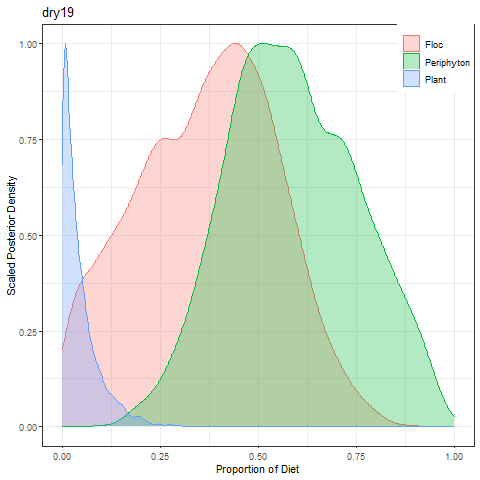 dry19
Floc
Periphyton
Plant
1.00
0.75
0.50
0.25
0.00
Scaled Posterior Density
0.00 0.25 0.50 0.75 1.00
Proportion of Diet